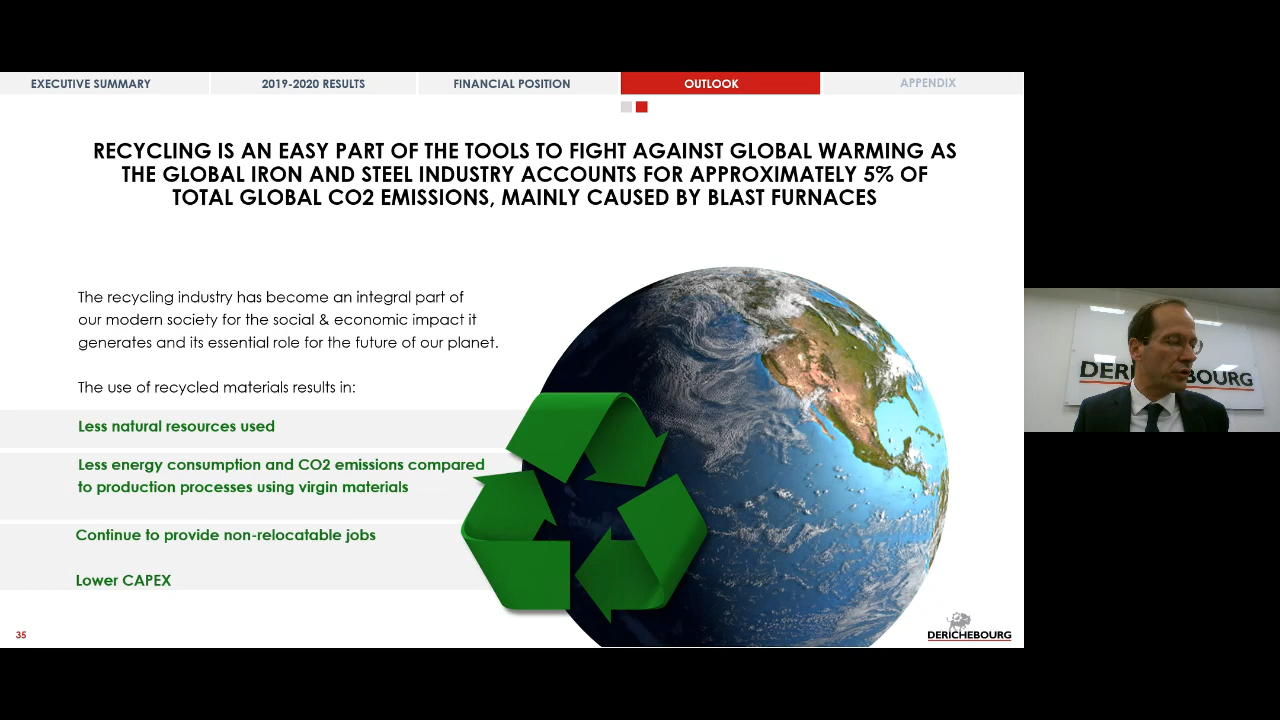 EXECUTIVE SUMMARY
2019-2020 RESULTS
FINANCIAL POSITION
OUTLOOK
APPENDIX
RECYCLING IS AN EASY PART OF THE TOOLS TO FIGHT AGAINST GLOBAL WARMING AS
THE GLOBAL IRON AND STEEL INDUSTRY ACCOUNTS FOR APPROXIMATELY 5% OF
TOTAL GLOBAL CO2 EMISSIONS, MAINLY CAUSED BY BLAST FURNACES
The recycling industry has become an integral part of
our modern society for the social & economic impact it
generates and its essential role for the future of our planet.
The use of recycled materials results in:
Less natural resources used
Less energy consumption and CO2 emissions compared
to production processes using virgin materials
Continue to provide non-relocatable jobs
Lower CAPEX
35
DERICHEBOURG
DERI HEBOURG